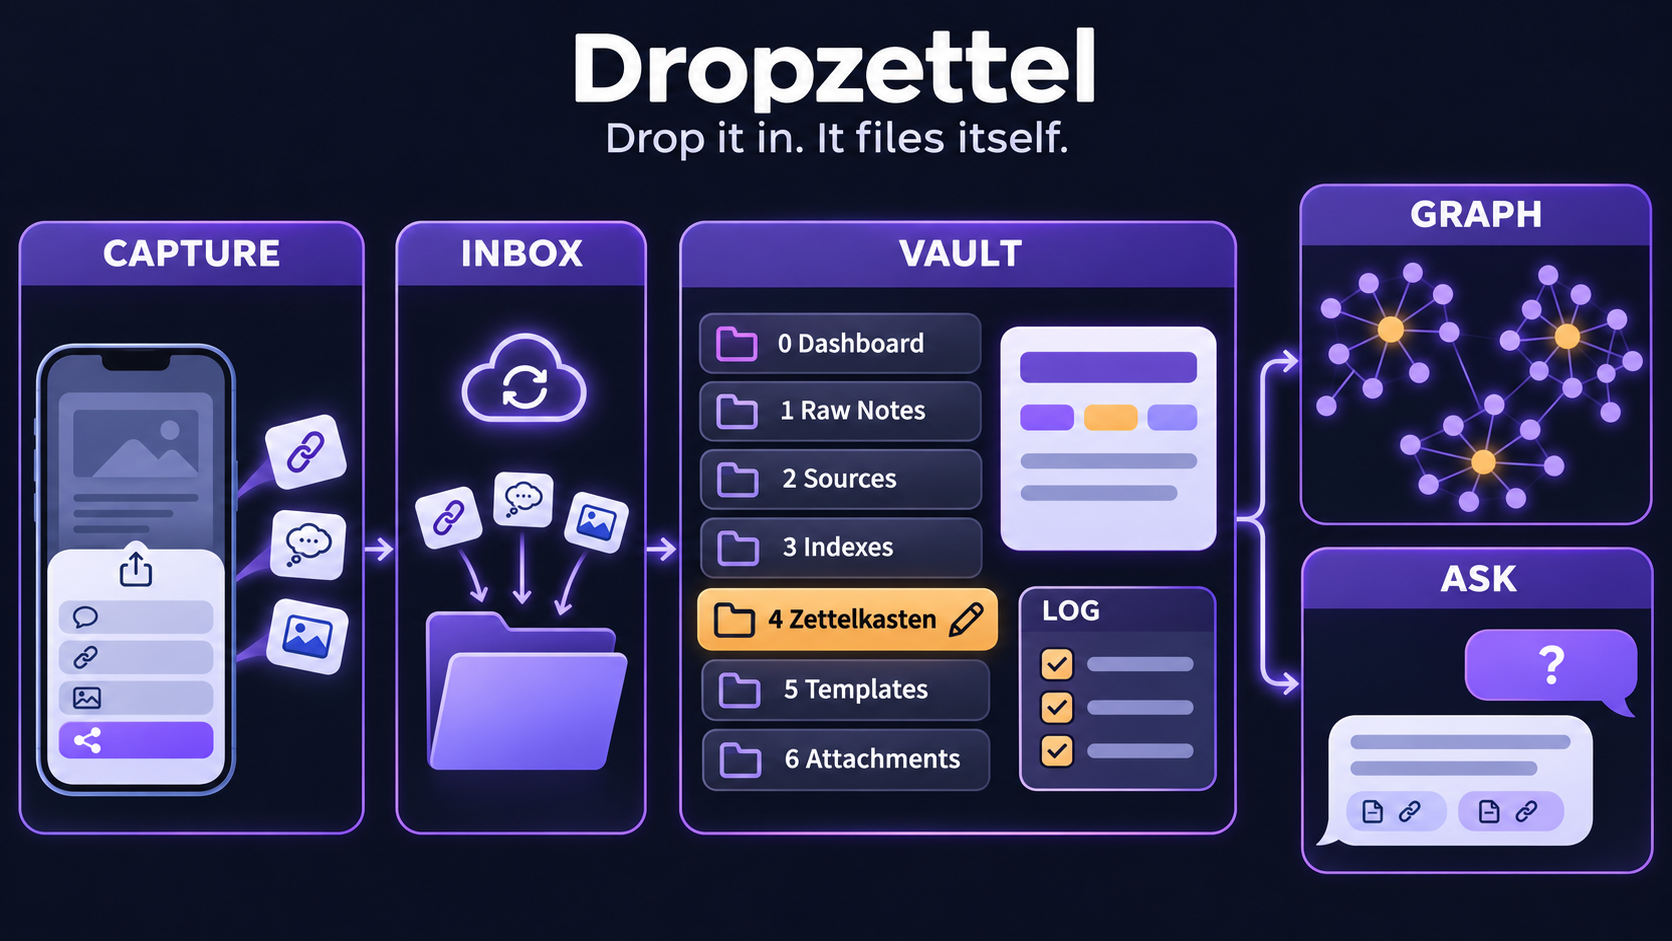 Dropzettel
Drop it in. It files itself.
CAPTURE
INBOX
VAULT
0 Dashboard
1 Raw Notes
2 Sources
3 Indexes
4 Zettelkasten
5 Templates
6 Attachments
LOG
GRAPH
ASK
?